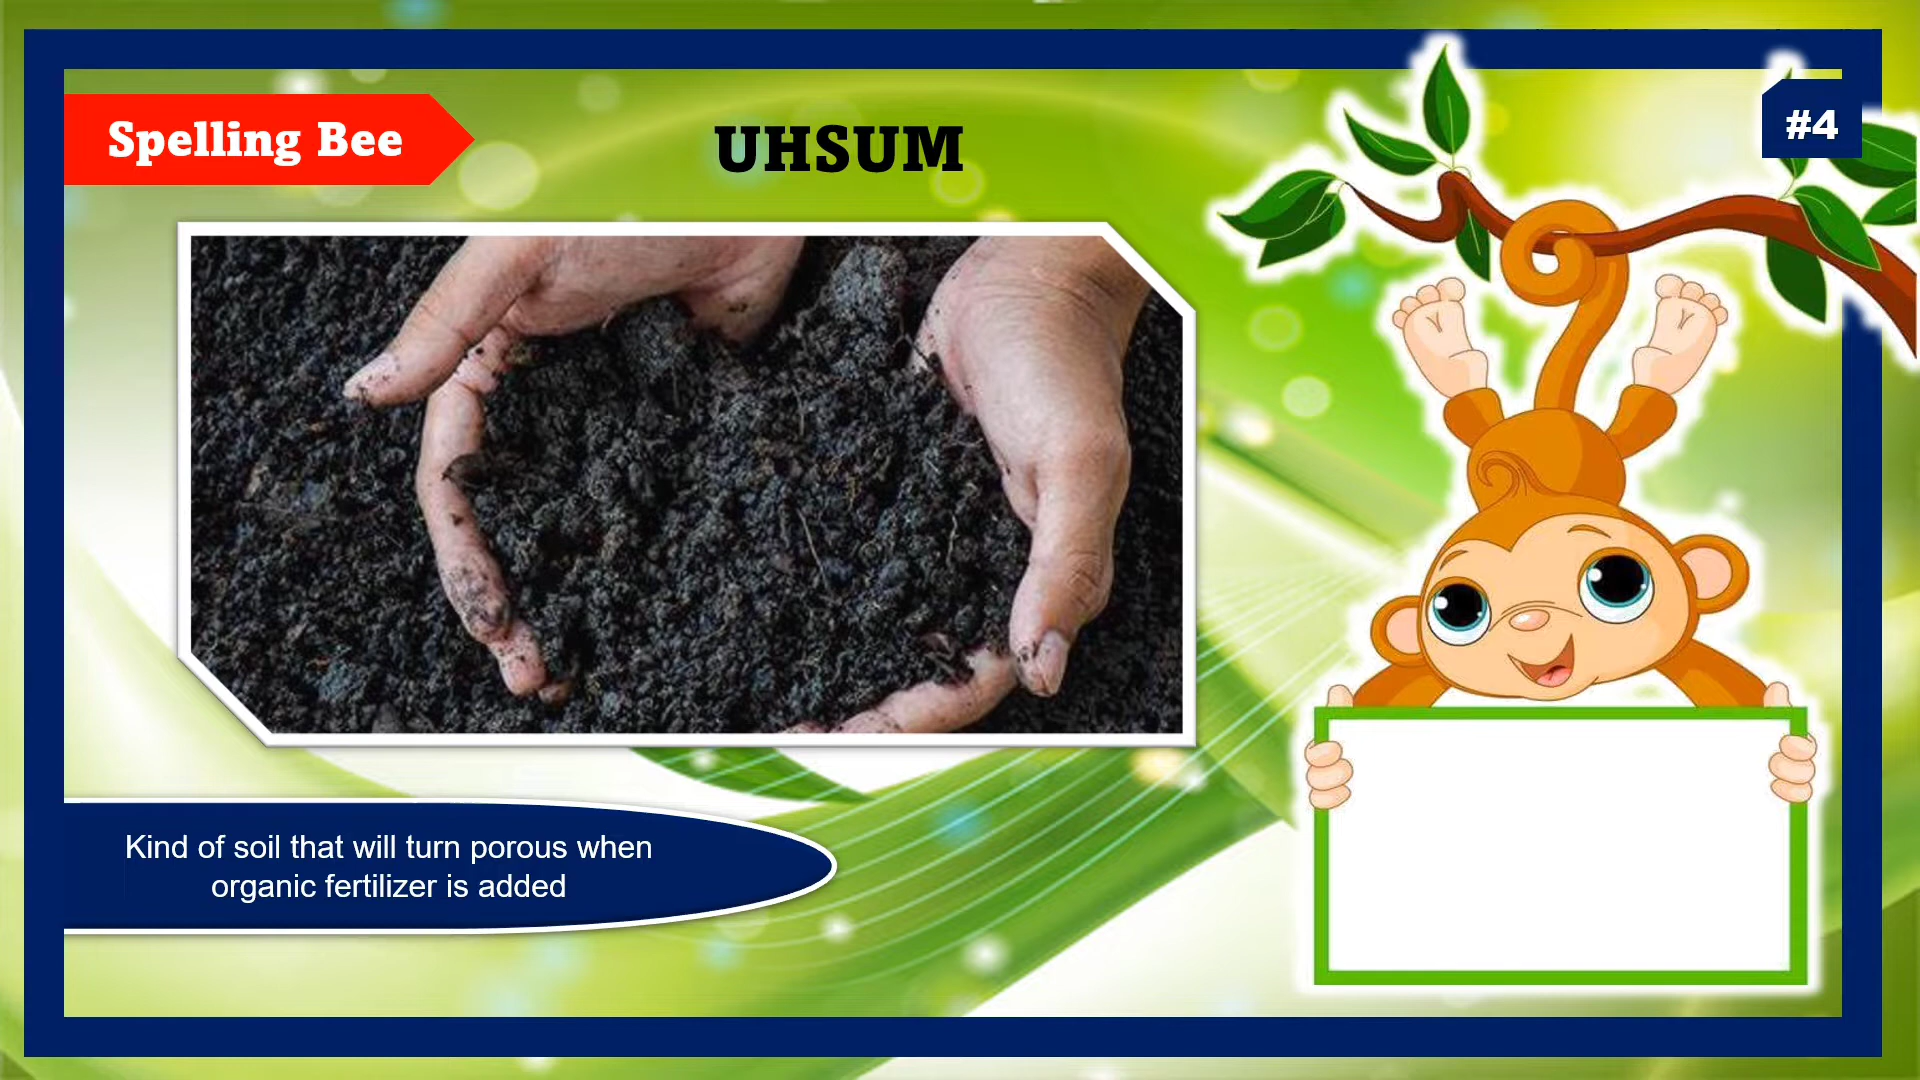 Spelling Bee
UHSUM
#4
Kind of soil that will turn porous when
organic fertilizer is added